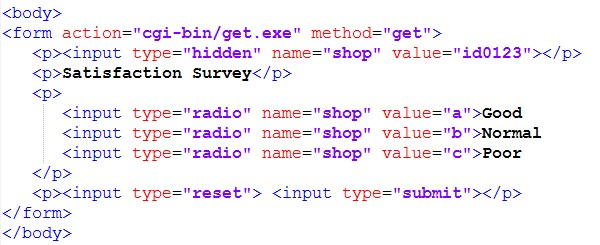 <body>
<form action="cgi-bin/get.exe" method="get">
<p><input type="hidden" name="shop" value="id0123"></p>
<p>Satisfaction Survey</p>
<p>
<input type="radio" name="shop" value="a">Good
<input type="radio" name="shop" value="b">Normal
<input type="radio" name="shop" value="c">Poor
</p>
<p><input type="reset"> <input type="submit"></p>
</form>
</body>